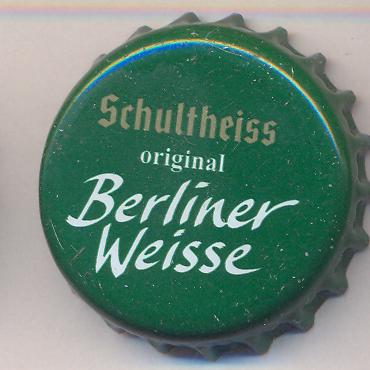 Schultheiss
original
Berliner
Weisse